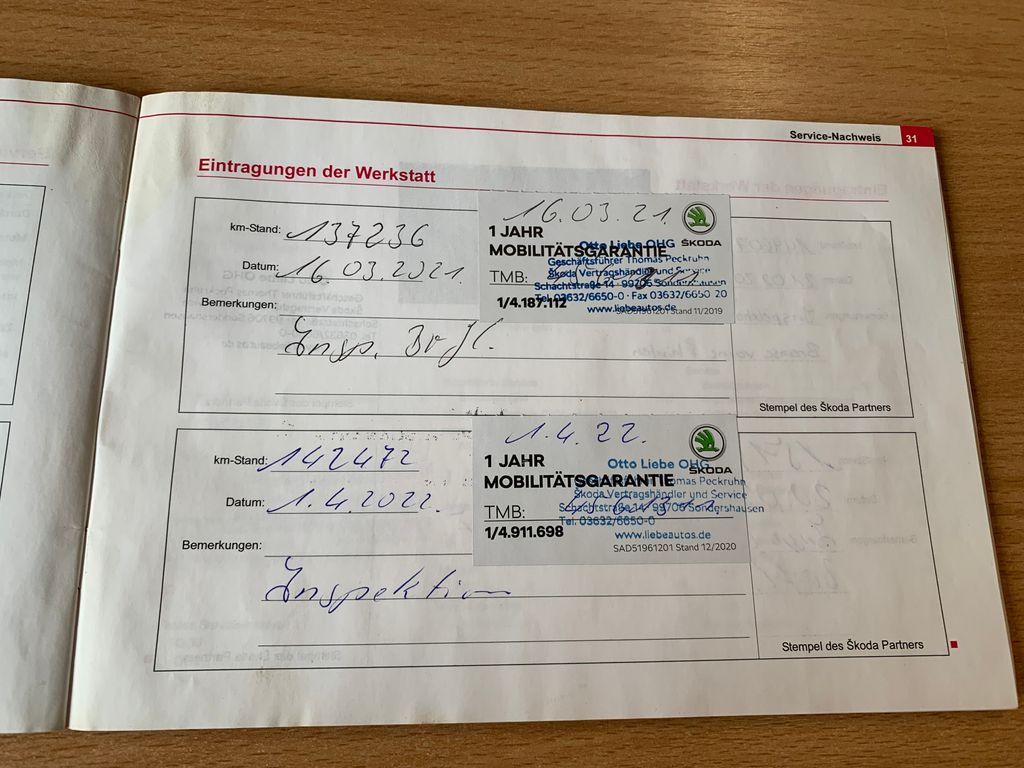 Service-Nachweis 31
Eintragungen der Werkstatt
km-Stand: 137236
Datum: 16.03.2021
Bemerkungen:
Insp.
16.03.21.
1 JAHR
MOBILITÄTSGARANTIE
ŠKODA
TMB:
1/4.187.112
Otto Liebe OHG
Geschäftsführer Thomas Peckruhn
Škoda Vertragshändler und Service
Schachtstraße 14 · 99706 Sondershausen
Tel. 03632/6650-0 · Fax 03632/6650 20
www.liebeautos.de
SAD51961201 Stand 11/2019
Stempel des Škoda Partners
km-Stand: 142472
Datum: 1.4.2022.
Bemerkungen:
Inspektion
1.4.22.
1 JAHR
MOBILITÄTSGARANTIE
ŠKODA
TMB:
1/4.911.698
Otto Liebe OHG
Thomas Peckruhn
Škoda Vertragshändler und Service
Schachtstraße 14 · 99706 Sondershausen
Tel. 03632/6650-0
www.liebeautos.de
SAD51961201 Stand 12/2020
Stempel des Škoda Partners